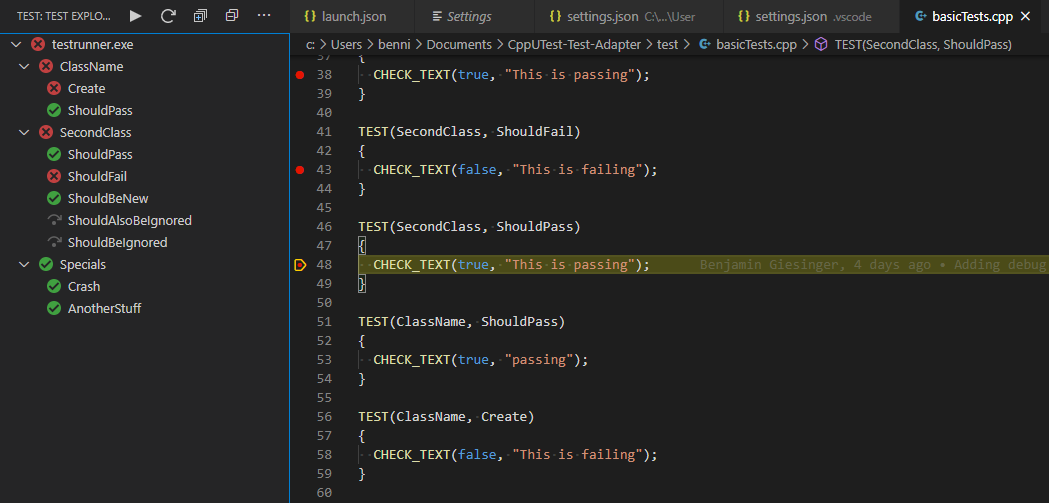 TEST: TEST EXPLO...
testrunner.exe
ClassName
Create
ShouldPass
SecondClass
ShouldPass
ShouldFail
ShouldBeNew
ShouldAlsoBeIgnored
ShouldBeIgnored
Specials
Crash
AnotherStuff
launch.json
Settings
settings.json C:\...\User
settings.json .vscode
basicTests.cpp
c: > Users > benni > Documents > CppUTest-Test-Adapter > test > basicTests.cpp > TEST(SecondClass, ShouldPass)
37 {
38 CHECK_TEXT(true, "This is passing");
39 }
40
41 TEST(SecondClass, ShouldFail)
42 {
43 CHECK_TEXT(false, "This is failing");
44 }
45
46 TEST(SecondClass, ShouldPass)
47 {
48 CHECK_TEXT(true, "This is passing"); Benjamin Giesinger, 4 days ago • Adding debug
49 }
50
51 TEST(ClassName, ShouldPass)
52 {
53 CHECK_TEXT(true, "passing");
54 }
55
56 TEST(ClassName, Create)
57 {
58 CHECK_TEXT(false, "This is failing");
59 }
60